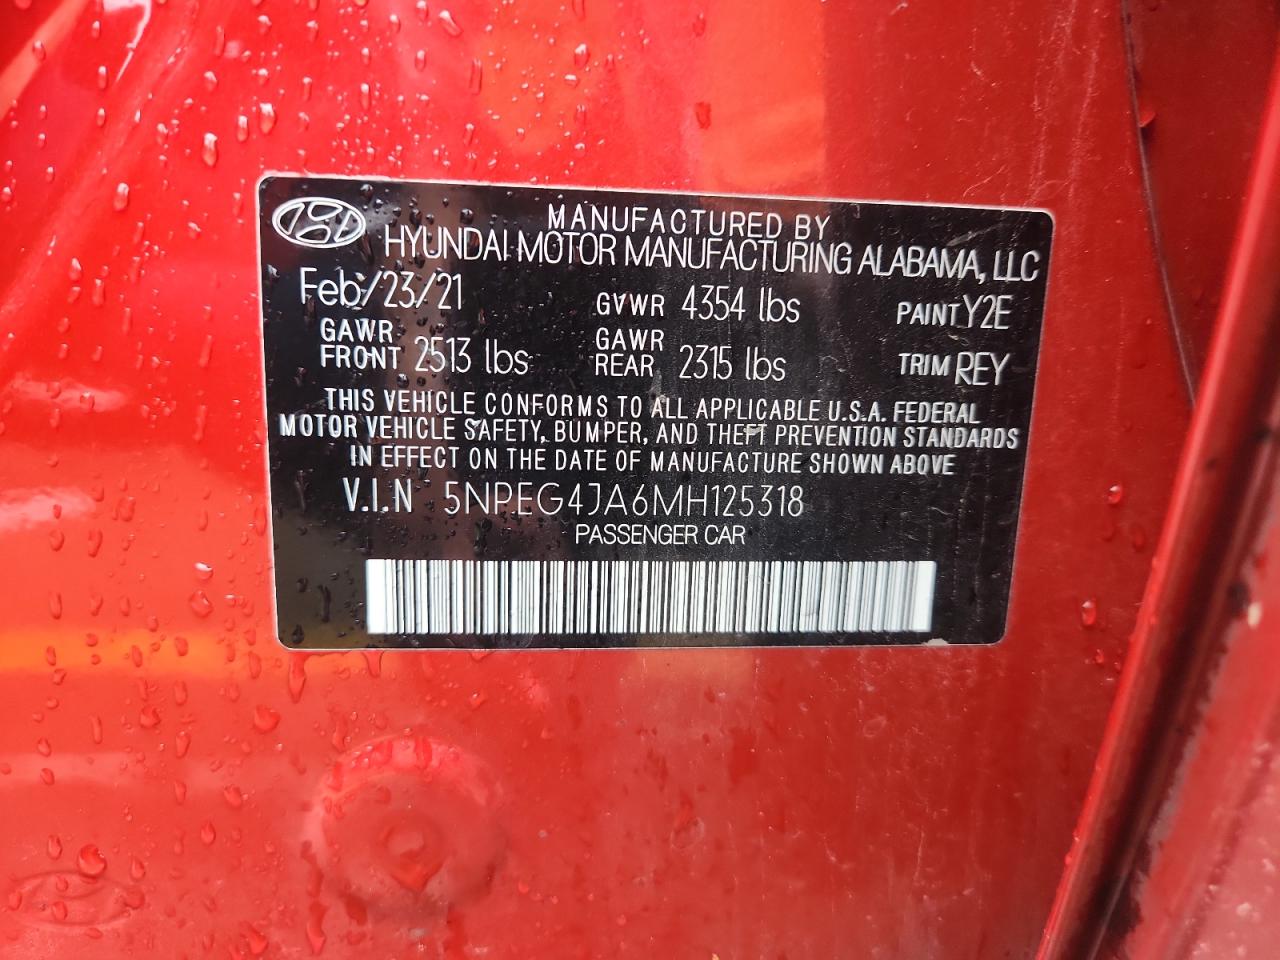 MANUFACTURED BY
HYUNDAI MOTOR MANUFACTURING ALABAMA, LLC
Feb/23/21 GVWR 4354 lbs PAINT Y2E
GAWR FRONT 2513 lbs GAWR REAR 2315 lbs TRIM REY
THIS VEHICLE CONFORMS TO ALL APPLICABLE U.S.A. FEDERAL
MOTOR VEHICLE SAFETY, BUMPER, AND THEFT PREVENTION STANDARDS
IN EFFECT ON THE DATE OF MANUFACTURE SHOWN ABOVE
V.I.N 5NPEG4JA6MH125318
PASSENGER CAR